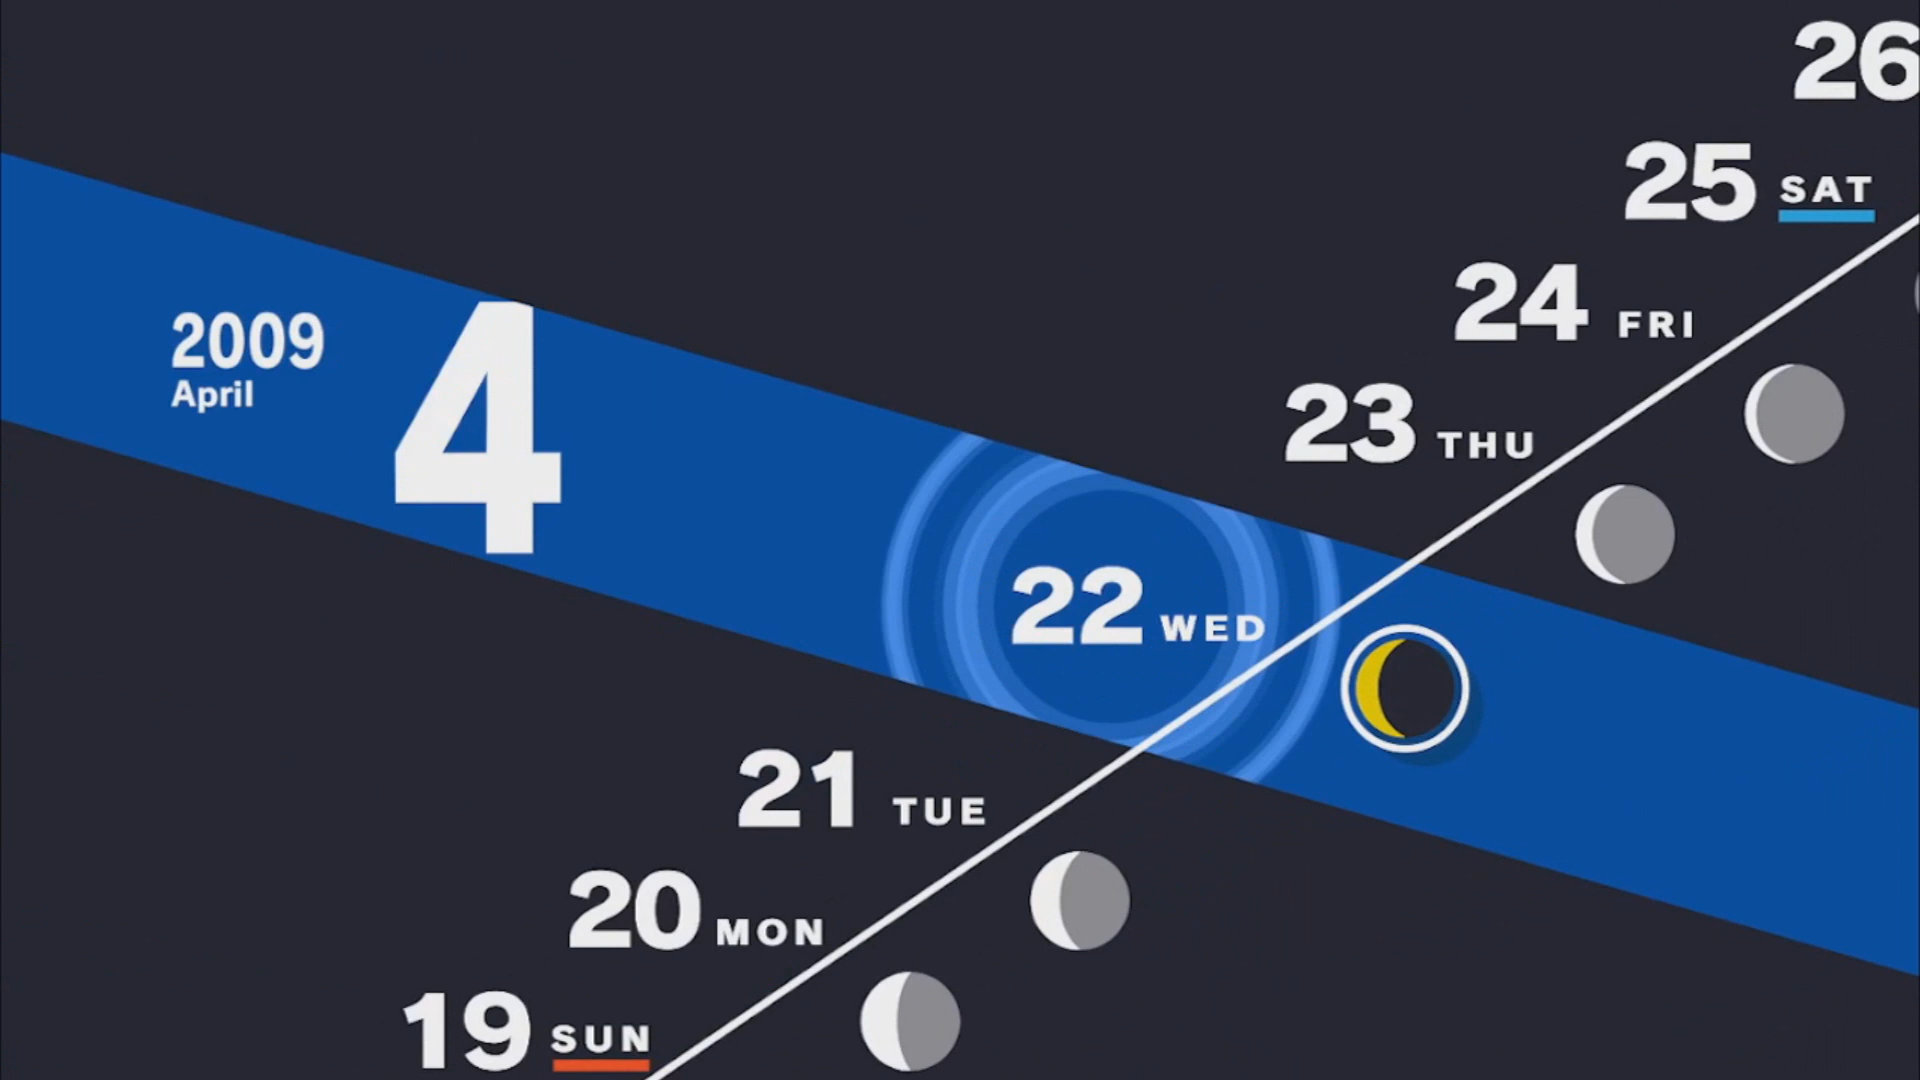 26
25 SAT
24 FRI
2009
April
4
23 THU
22 WED
21 TUE
20 MON
19 SUN